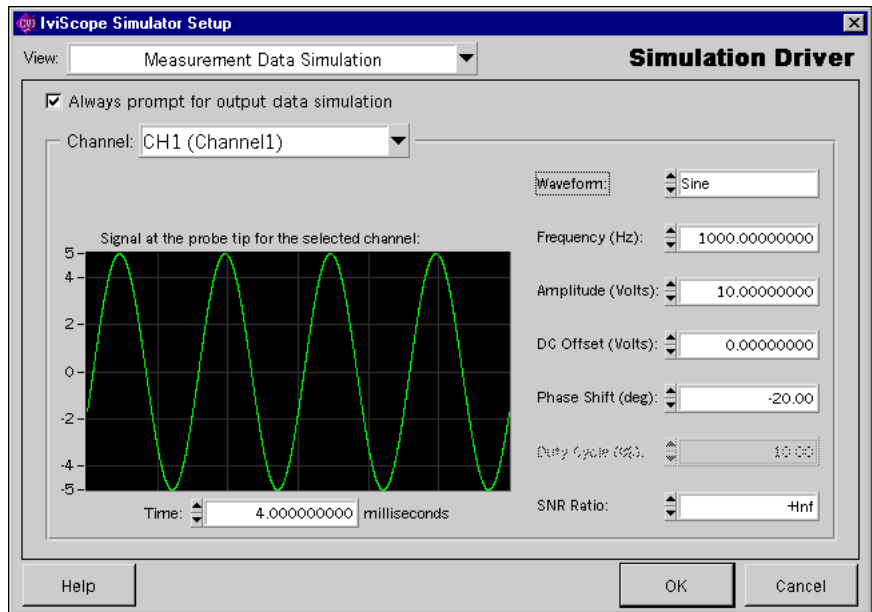 CVI IviScope Simulator Setup
View: Measurement Data Simulation
Simulation Driver
Always prompt for output data simulation
Channel: CH1 (Channel1)
Waveform: Sine
Signal at the probe tip for the selected channel:
Frequency (Hz): 1000.00000000
5
4
Amplitude (Volts): 10.00000000
2
DC Offset (Volts): 0.00000000
0
Phase Shift (deg): -20.00
-2
Duty Cycle (%): 10.00
-4
-5
SNR Ratio: +Inf
Time: 4.000000000 milliseconds
Help
OK
Cancel